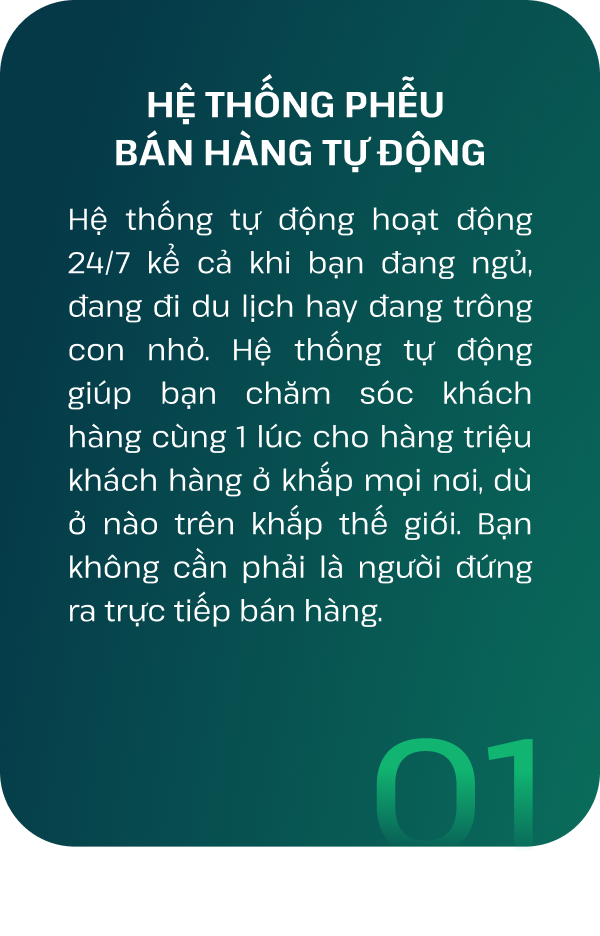 HỆ THỐNG PHỄU
BÁN HÀNG TỰ ĐỘNG
Hệ thống tự động hoạt động
24/7 kể cả khi bạn đang ngủ,
đang đi du lịch hay đang trông
con nhỏ. Hệ thống tự động
giúp bạn chăm sóc khách
hàng cùng 1 lúc cho hàng triệu
khách hàng ở khắp mọi nơi, dù
ở nào trên khắp thế giới. Bạn
không cần phải là người đứng
ra trực tiếp bán hàng.
01